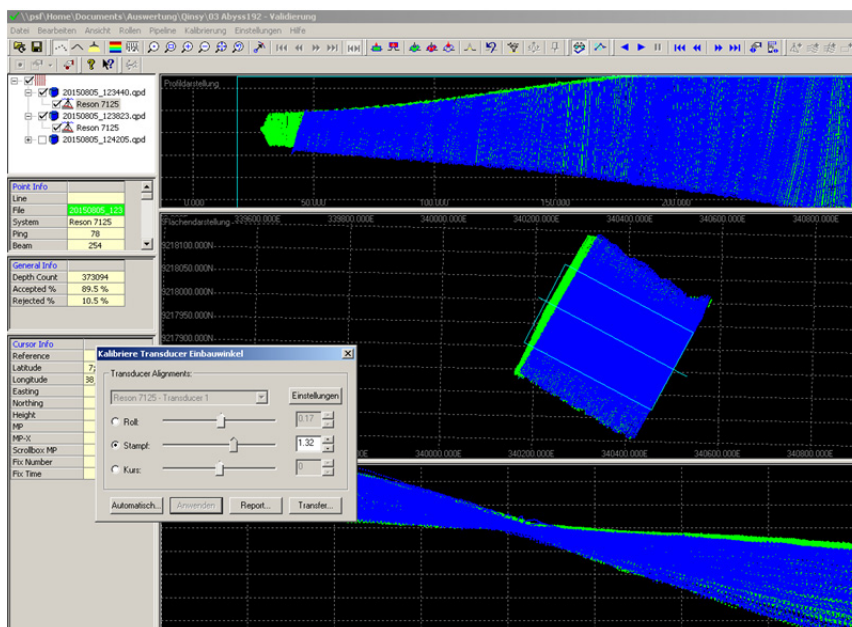 \\psf\Home\Documents\Auswertung\Qinsy\03 Abyss192 - Validierung
Datei Bearbeiten Ansicht Rollen Pipeline Kalibrierung Einstellungen Hilfe
20150805_123440.qpd
Reson 7125
20150805_123823.qpd
Reson 7125
20150805_124205.qpd
Point Info
Line
File 20150805_123
System Reson 7125
Ping 78
Beam 254
General Info
Depth Count 373094
Accepted % 89.5 %
Rejected % 10.5 %
Cursor Info
Reference
Latitude 7;
Longitude 38,
Easting
Northing
Height
MP
MP-X
Scrollbox MP
Fix Number
Fix Time
Kalibriere Transducer Einbauwinkel
Transducer Alignments:
Reson 7125 - Transducer 1 Einstellungen
Roll: 0.17
Stampf: 1.32
Kurs: 0
Automatisch... Anwenden Report... Transfer...
Profildarstellung
0.000 50.000 100.000 150.000 200.000
Flächendarstellung
339600.000E 339800.000E 340000.000E 340200.000E 340400.000E 340600.000E 340800.000E
9218100.000N
9218050.000N
9218000.000N
9217900.000N
340000.000E 340200.000E 340400.000E 340600.000E 340800.000E